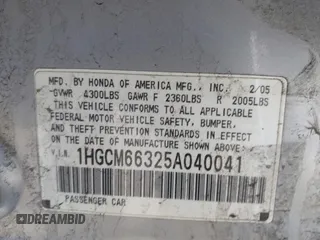 MFD. BY HONDA OF AMERICA MFG., INC. 2/05
GVWR 4300LBS GAWR F 2360LBS R 2005LBS
THIS VEHICLE CONFORMS TO ALL APPLICABLE
FEDERAL MOTOR VEHICLE SAFETY, BUMPER,
AND THEFT PREVENTION STANDARDS IN EFFECT ON
THE DATE OF MANUFACTURE SHOWN ABOVE.
V.I.N. 1HGCM66325A040041
PASSENGER CAR
DREAMBID